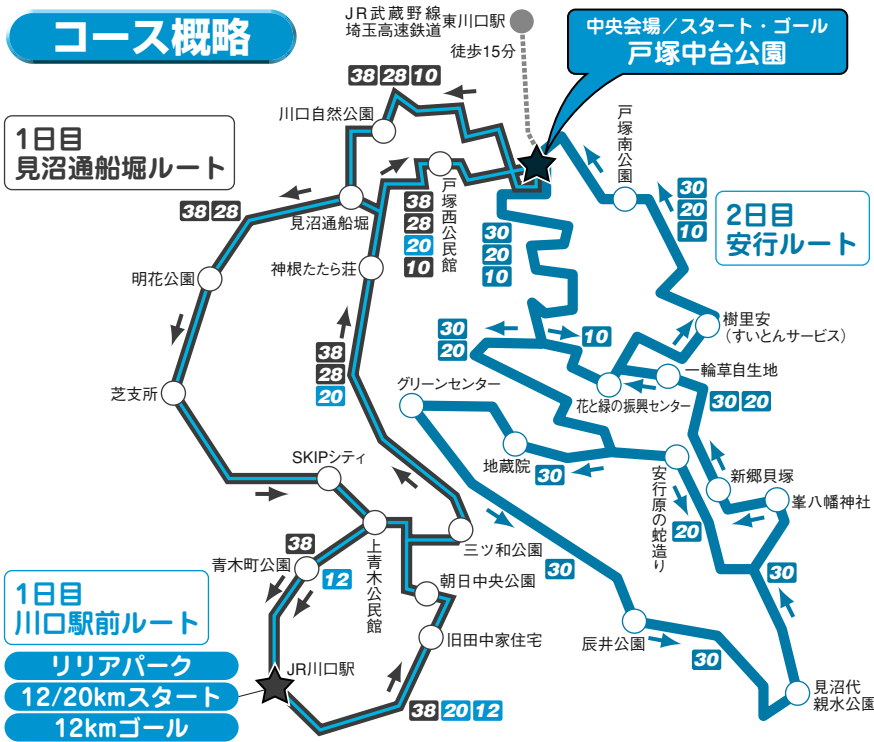 コース概略
JR武蔵野線
埼玉高速鉄道
東川口駅
徒歩15分
中央会場/スタート・ゴール
戸塚中台公園
38 28 10
川口自然公園
1日目
見沼通船堀ルート
38 28
見沼通船堀
戸塚西公民館
38
28
20
10
戸塚南公園
30
20
10
2日目
安行ルート
30
20
10
明花公園
神根たたら荘
樹里安
(すいとんサービス)
30
20
10
38
28
20
一輪草自生地
花と緑の振興センター
30 20
芝支所
グリーンセンター
地蔵院
30
SKIPシティ
安行原の蛇造り
20
新郷貝塚
峯八幡神社
上青木公民館
三ツ和公園
38
青木町公園
12
30
30
朝日中央公園
1日目
川口駅前ルート
旧田中家住宅
辰井公園
30
リリアパーク
12/20kmスタート
12kmゴール
JR川口駅
38 20 12
見沼代
親水公園